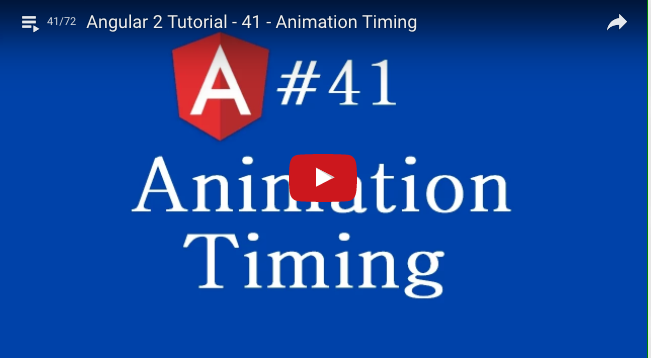 41/72 Angular 2 Tutorial - 41 - Animation Timing
A #41
Animation
Timing